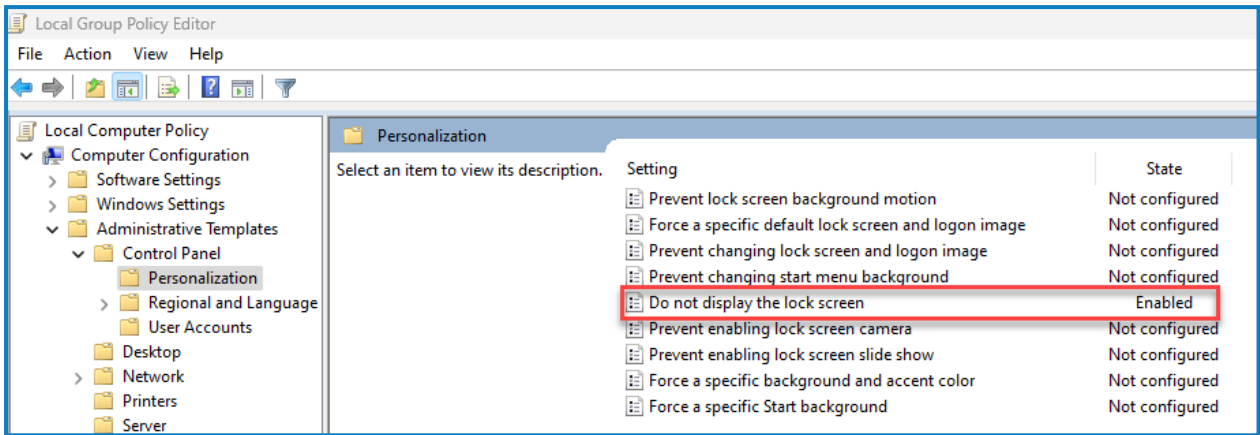 Local Group Policy Editor
File Action View Help
Local Computer Policy
Computer Configuration
Software Settings
Windows Settings
Administrative Templates
Control Panel
Personalization
Regional and Language
User Accounts
Desktop
Network
Printers
Server
Personalization
Select an item to view its description.
Setting State
Prevent lock screen background motion Not configured
Force a specific default lock screen and logon image Not configured
Prevent changing lock screen and logon image Not configured
Prevent changing start menu background Not configured
Do not display the lock screen Enabled
Prevent enabling lock screen camera Not configured
Prevent enabling lock screen slide show Not configured
Force a specific background and accent color Not configured
Force a specific Start background Not configured